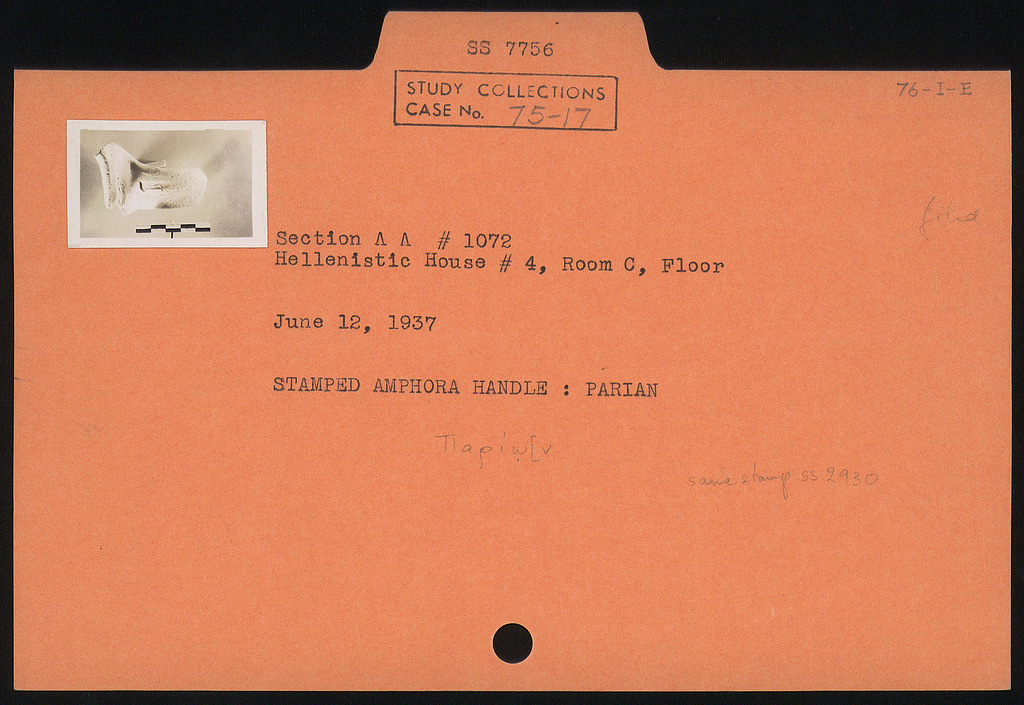 SS 7756
STUDY COLLECTIONS
CASE No. 75-17
76-I-E
Section Λ Λ # 1072
Hellenistic House # 4, Room C, Floor
June 12, 1937
STAMPED AMPHORA HANDLE : PARIAN
Παρίω̣[ν
same stamp SS 2930